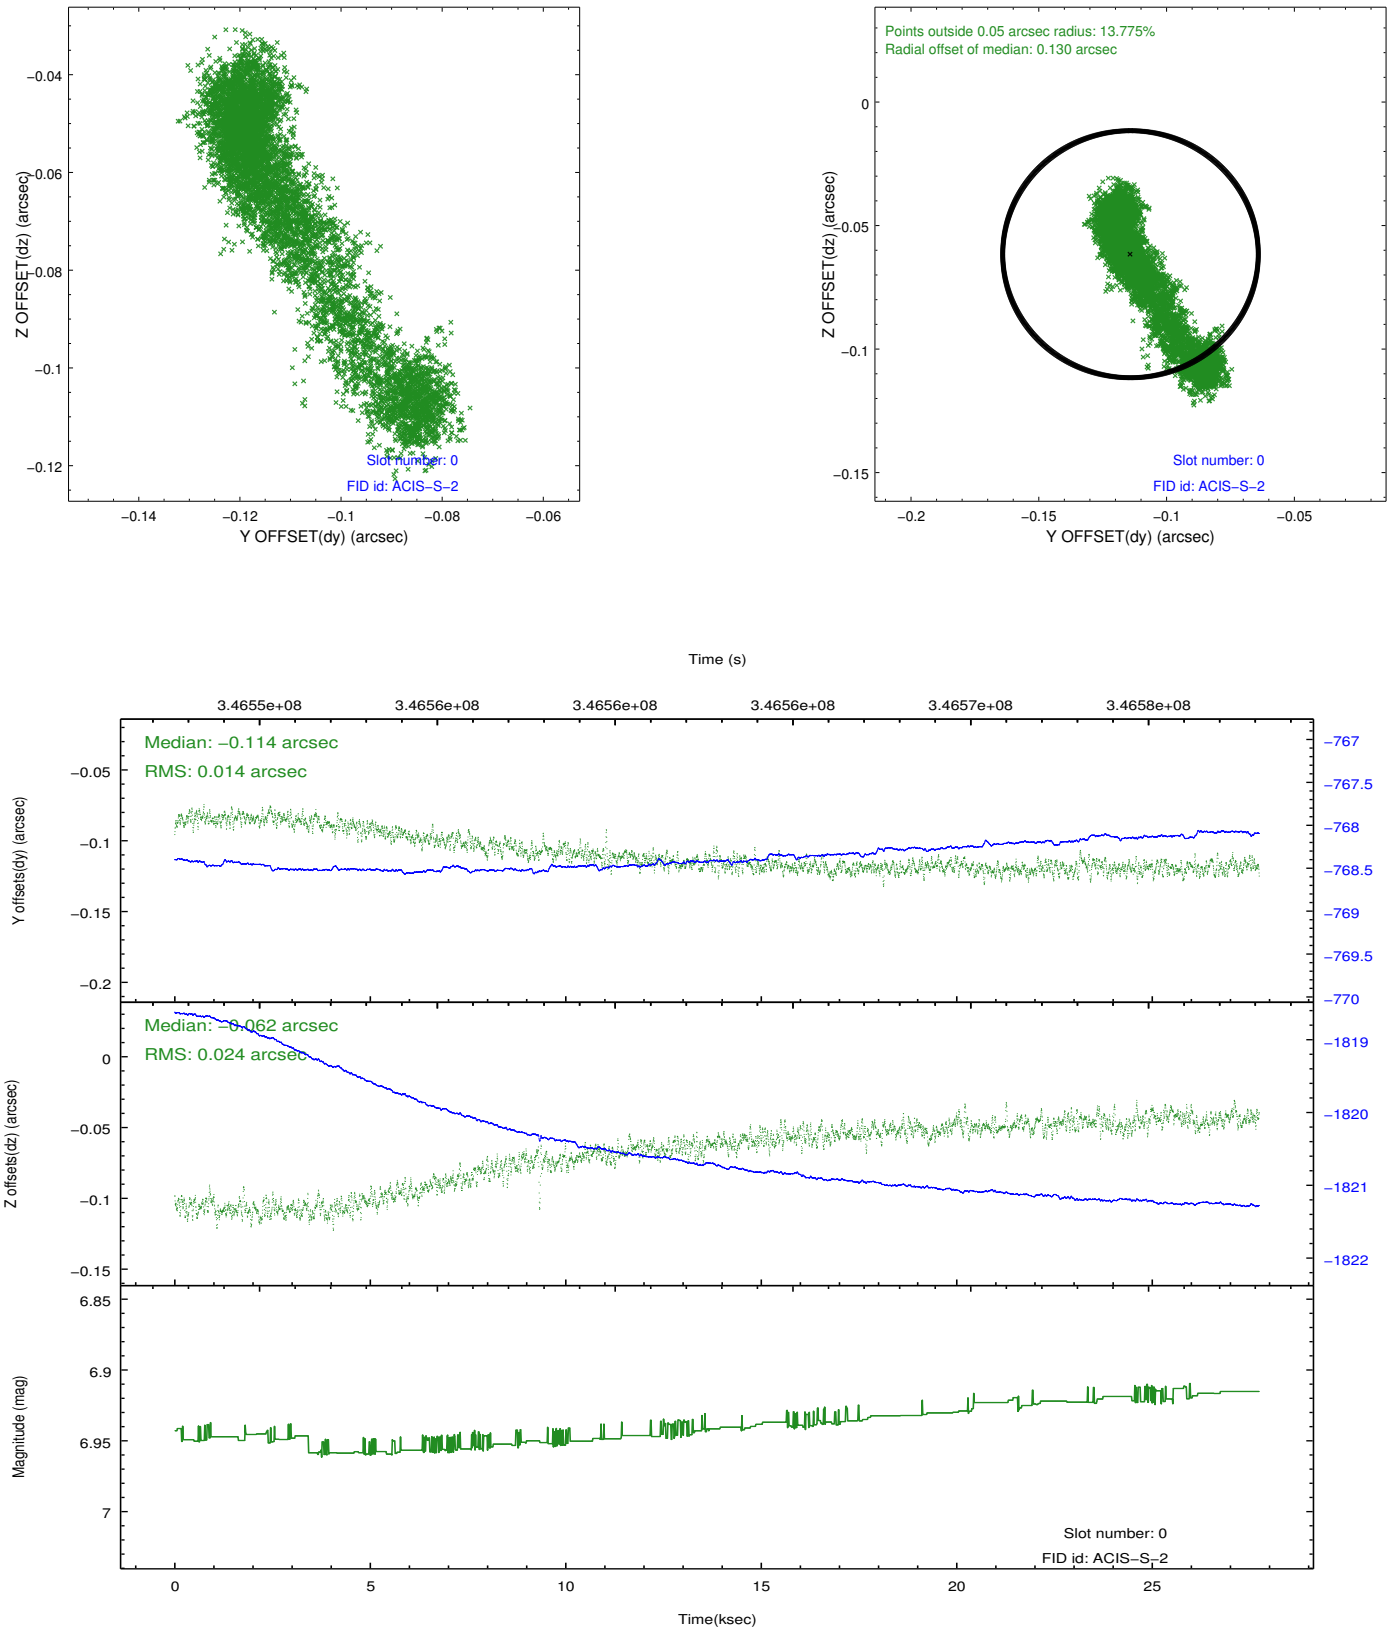 −0.04
−0.06
−0.08
−0.1
−0.12
Z OFFSET(dz) (arcsec)
Slot number: 0
FID id: ACIS−S−2
−0.14 −0.12 −0.1 −0.08 −0.06
Y OFFSET(dy) (arcsec)
Points outside 0.05 arcsec radius: 13.775%
Radial offset of median: 0.130 arcsec
0
−0.05
−0.1
−0.15
Z OFFSET(dz) (arcsec)
Slot number: 0
FID id: ACIS−S−2
−0.2 −0.15 −0.1 −0.05
Y OFFSET(dy) (arcsec)
Time (s)
3.4655e+08 3.4656e+08 3.4656e+08 3.4656e+08 3.4657e+08 3.4658e+08
Median: −0.114 arcsec
RMS: 0.014 arcsec
−0.05
−0.1
−0.15
−0.2
Y offsets(dy) (arcsec)
−767
−767.5
−768
−768.5
−769
−769.5
−770
Median: −0.062 arcsec
RMS: 0.024 arcsec
0
−0.05
−0.1
−0.15
Z offsets(dz) (arcsec)
−1819
−1820
−1821
−1822
6.85
6.9
6.95
7
Magnitude (mag)
Slot number: 0
FID id: ACIS−S−2
0 5 10 15 20 25
Time(ksec)